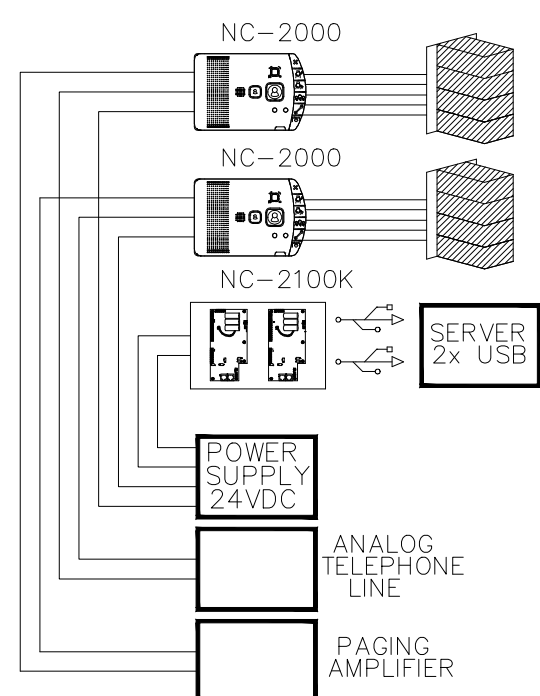 NC-2000
NC-2000
NC-2100K
SERVER
2x USB
POWER
SUPPLY
24VDC
ANALOG
TELEPHONE
LINE
PAGING
AMPLIFIER